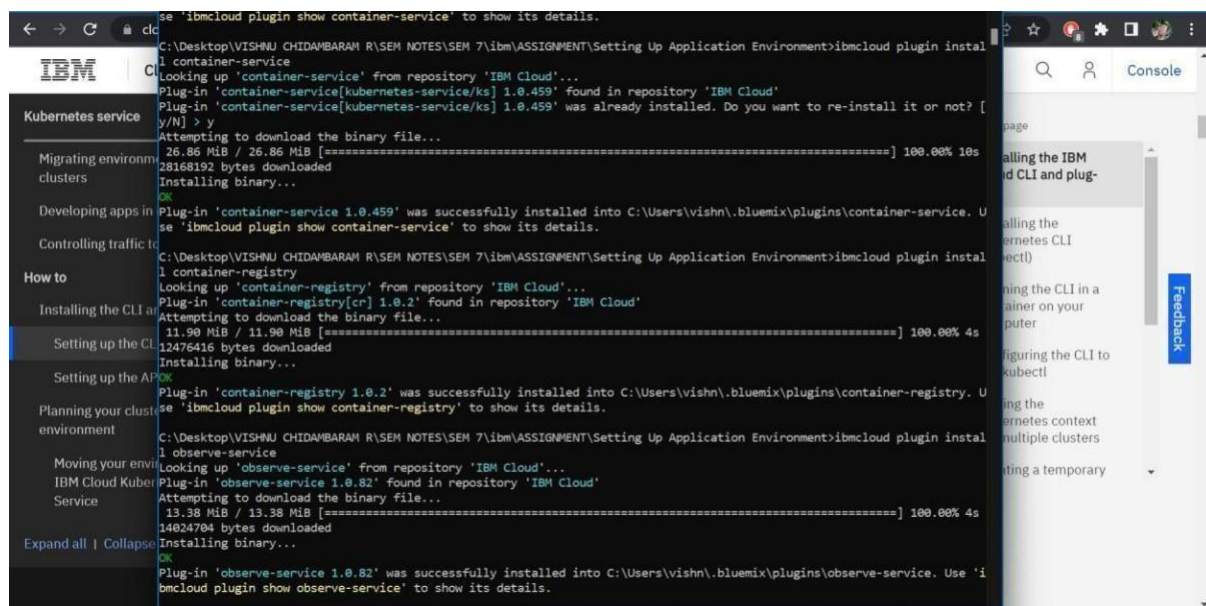 se 'ibmcloud plugin show container-service' to show its details.
C:\Desktop\VISHNU CHIDAMBARAM R\SEM NOTES\SEM 7\ibm\ASSIGNMENT\Setting Up Application Environment>ibmcloud plugin instal
l container-service
Looking up 'container-service' from repository 'IBM Cloud'...
Plug-in 'container-service[kubernetes-service/ks] 1.0.459' found in repository 'IBM Cloud'
Plug-in 'container-service[kubernetes-service/ks] 1.0.459' was already installed. Do you want to re-install it or not? [
y/N] > y
Attempting to download the binary file...
26.86 MiB / 26.86 MiB [====================================================================================] 100.00% 10s
28168192 bytes downloaded
Installing binary...
OK
Plug-in 'container-service 1.0.459' was successfully installed into C:\Users\vishn\.bluemix\plugins\container-service. U
se 'ibmcloud plugin show container-service' to show its details.
C:\Desktop\VISHNU CHIDAMBARAM R\SEM NOTES\SEM 7\ibm\ASSIGNMENT\Setting Up Application Environment>ibmcloud plugin instal
l container-registry
Looking up 'container-registry' from repository 'IBM Cloud'...
Plug-in 'container-registry[cr] 1.0.2' found in repository 'IBM Cloud'
Attempting to download the binary file...
11.90 MiB / 11.90 MiB [=====================================================================================] 100.00% 4s
12476416 bytes downloaded
Installing binary...
OK
Plug-in 'container-registry 1.0.2' was successfully installed into C:\Users\vishn\.bluemix\plugins\container-registry. U
se 'ibmcloud plugin show container-registry' to show its details.
C:\Desktop\VISHNU CHIDAMBARAM R\SEM NOTES\SEM 7\ibm\ASSIGNMENT\Setting Up Application Environment>ibmcloud plugin instal
l observe-service
Looking up 'observe-service' from repository 'IBM Cloud'...
Plug-in 'observe-service 1.0.82' found in repository 'IBM Cloud'
Attempting to download the binary file...
13.38 MiB / 13.38 MiB [=====================================================================================] 100.00% 4s
14024704 bytes downloaded
Installing binary...
OK
Plug-in 'observe-service 1.0.82' was successfully installed into C:\Users\vishn\.bluemix\plugins\observe-service. Use 'i
bmcloud plugin show observe-service' to show its details.
clo
IBM
Cl
Kubernetes service
Migrating environm
clusters
Developing apps in
Controlling traffic to
How to
Installing the CLI an
Setting up the CL
Setting up the AP
Planning your cluste
environment
Moving your envir
IBM Cloud Kuber
Service
Expand all | Collapse
Console
page
alling the IBM
d CLI and plug-
alling the
ernetes CLI
ectl)
ning the CLI in a
ainer on your
puter
figuring the CLI to
kubectl
ing the
ernetes context
multiple clusters
ating a temporary
Feedback